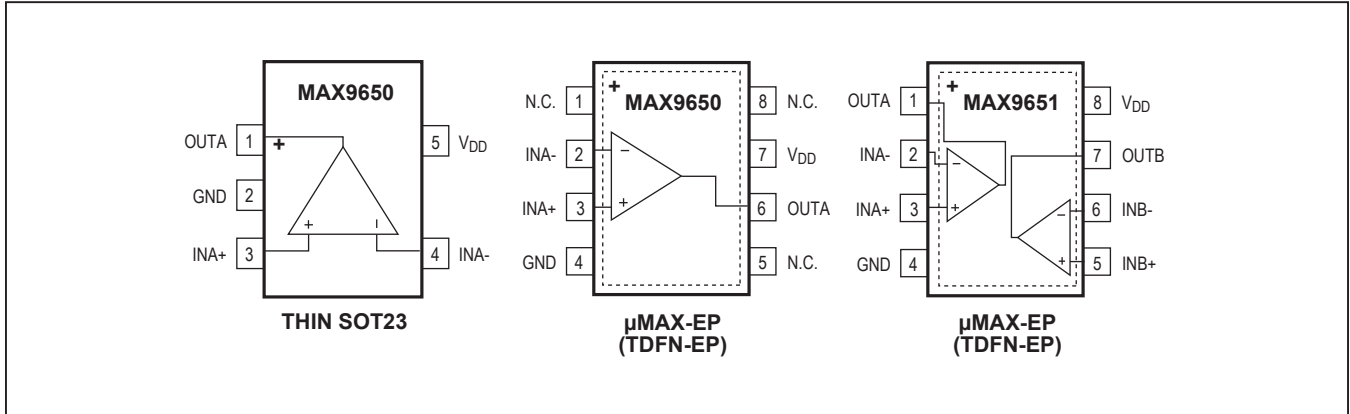 MAX9650
OUTA 1
+
5 VDD
GND 2
+ −
INA+ 3
4 INA-
THIN SOT23
+
MAX9650
N.C. 1
8 N.C.
INA- 2
−
7 VDD
INA+ 3
+
6 OUTA
GND 4
5 N.C.
µMAX-EP
(TDFN-EP)
+
MAX9651
OUTA 1
8 VDD
INA- 2
−
7 OUTB
INA+ 3
+
−
6 INB-
GND 4
+
5 INB+
µMAX-EP
(TDFN-EP)